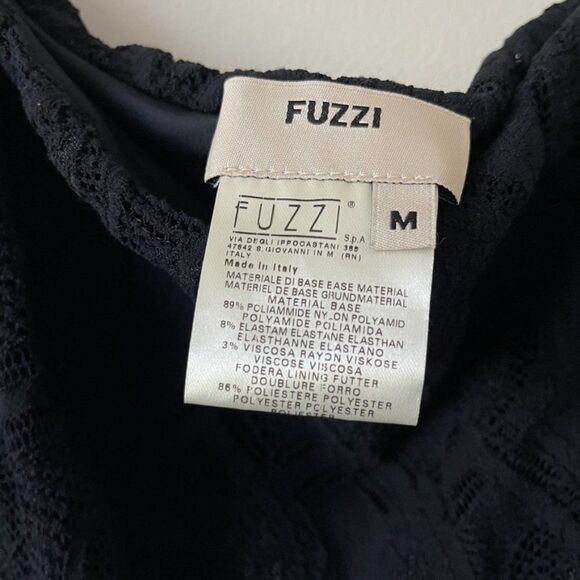 FUZZI
FUZZI ® S.p.A
M
VIA DEGLI IPPOCASTANI 388
47842 S.GIOVANNI IN M. (RN)
ITALY
Made in Italy
MATERIALE DI BASE EASE MATERIAL
MATERIEL DE BASE GRUNDMATERIAL
MATERIAL BASE
89% POLIAMMIDE NYLON POLYAMID
POLYAMIDE POLIAMIDA
8% ELASTAM ELASTANE ELASTHAN
ELASTHANNE ELASTANO
3% VISCOSA RAYON VISKOSE
VISCOSE VISCOSA
FODERA LINING FUTTER
DOUBLURE FORRO
86% POLIESTERE POLYESTER
POLYESTER POLYESTER